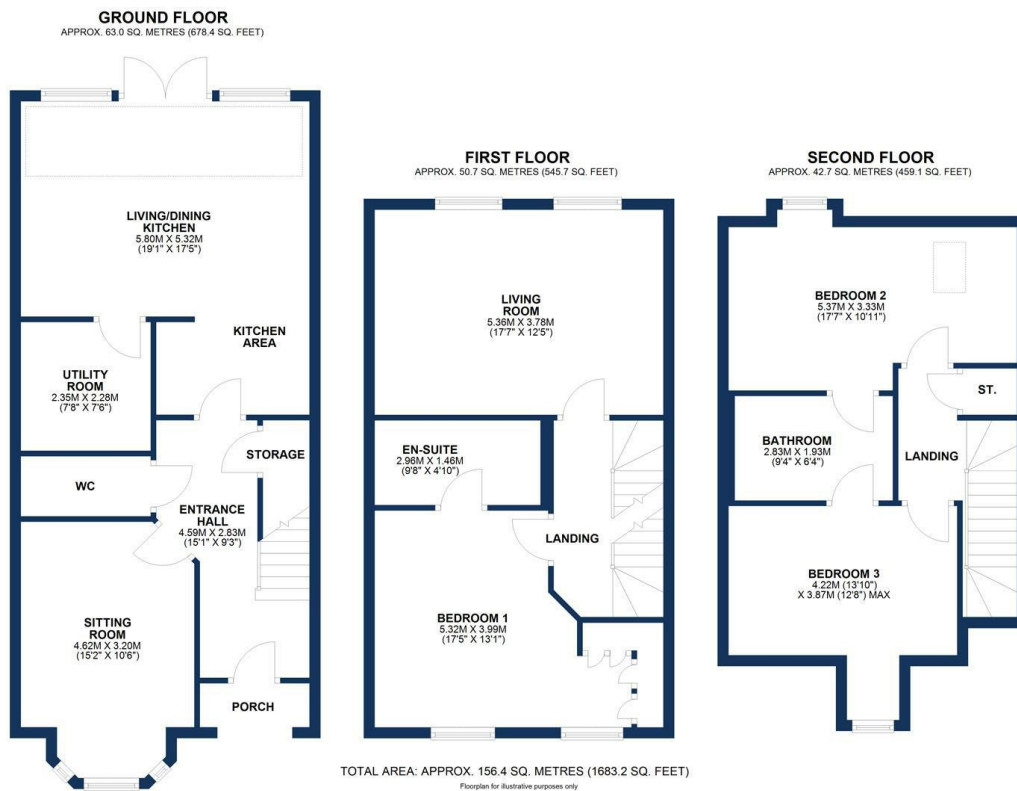 GROUND FLOOR
APPROX. 63.0 SQ. METRES (678.4 SQ. FEET)
LIVING/DINING
KITCHEN
5.80M X 5.32M
(19'1" X 17'5")
KITCHEN
AREA
UTILITY
ROOM
2.35M X 2.28M
(7'8" X 7'6")
STORAGE
WC
ENTRANCE
HALL
4.59M X 2.83M
(15'1" X 9'3")
SITTING
ROOM
4.62M X 3.20M
(15'2" X 10'6")
PORCH
FIRST FLOOR
APPROX. 50.7 SQ. METRES (545.7 SQ. FEET)
LIVING
ROOM
5.36M X 3.78M
(17'7" X 12'5")
EN-SUITE
2.96M X 1.46M
(9'8" X 4'10")
LANDING
BEDROOM 1
5.32M X 3.99M
(17'5" X 13'1")
SECOND FLOOR
APPROX. 42.7 SQ. METRES (459.1 SQ. FEET)
BEDROOM 2
5.37M X 3.33M
(17'7" X 10'11")
ST.
BATHROOM
2.83M X 1.93M
(9'4" X 6'4")
LANDING
BEDROOM 3
4.22M (13'10")
X 3.87M (12'8") MAX
TOTAL AREA: APPROX. 156.4 SQ. METRES (1683.2 SQ. FEET)
Floorplan for illustrative purposes only